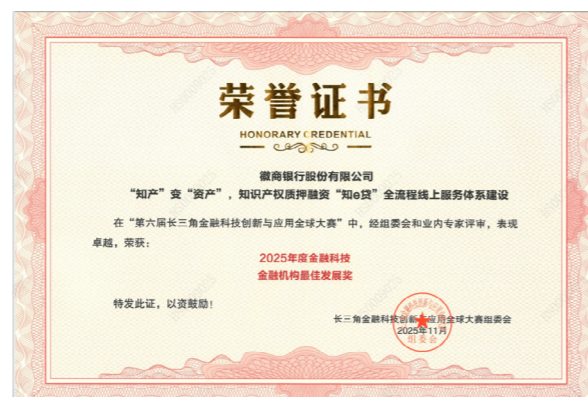 荣誉证书
HONORARY CREDENTIAL
徽商银行股份有限公司
“知产”变“资产”，知识产权质押融资“知e贷”全流程线上服务体系建设
在“第六届长三角金融科技创新与应用全球大赛”中，经组委会和业内专家评审，表现
卓越，荣获：
2025年度金融科技
金融机构最佳发展奖
特发此证，以资鼓励！
长三角金融科技创新与应用全球大赛组委会
2025年11月
组委会